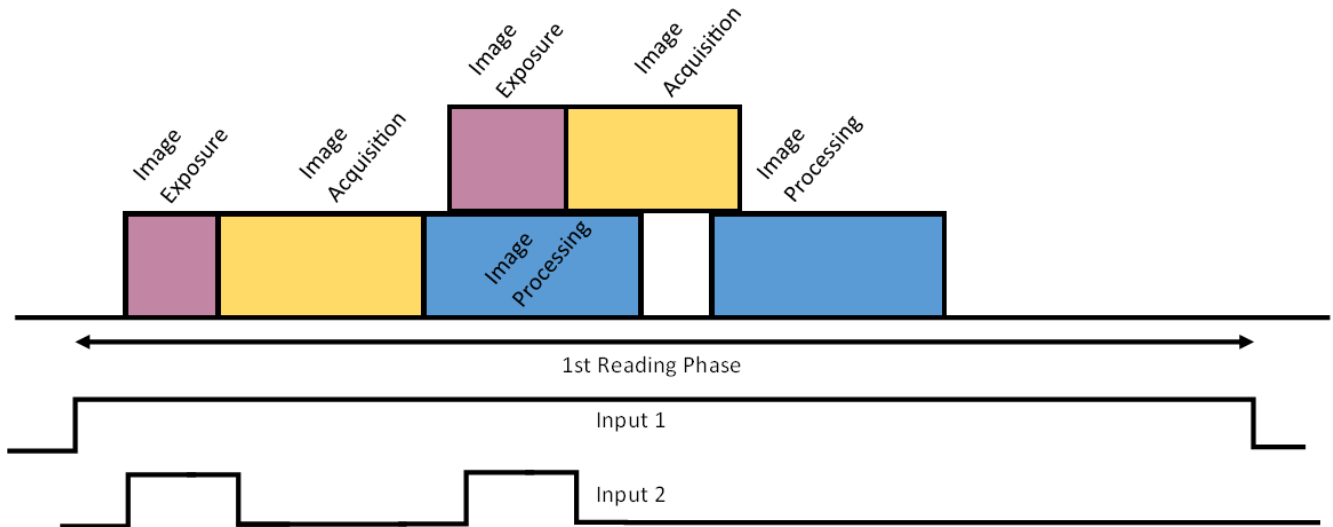 Image
Exposure
Image
Acquisition
Image
Exposure
Image
Acquisition
Image
Processing
Image
Processing
1st Reading Phase
Input 1
Input 2